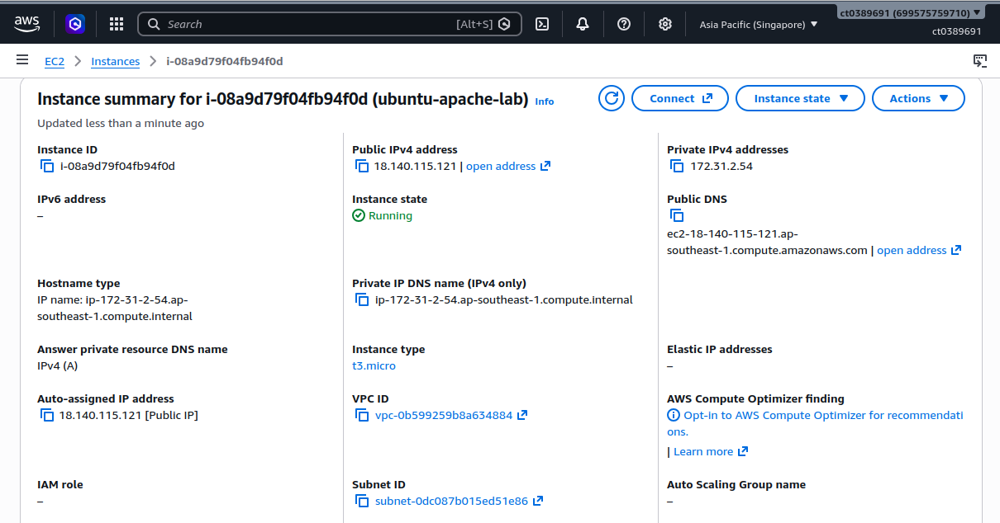 aws
Search [Alt+S]
Asia Pacific (Singapore) ▼
ct0389691 (699575759710) ▼
ct0389691
EC2 > Instances > i-08a9d79f04fb94f0d
Instance summary for i-08a9d79f04fb94f0d (ubuntu-apache-lab) Info
Connect
Instance state ▼
Actions ▼
Updated less than a minute ago
Instance ID
i-08a9d79f04fb94f0d
Public IPv4 address
18.140.115.121 | open address
Private IPv4 addresses
172.31.2.54
IPv6 address
–
Instance state
Running
Public DNS
ec2-18-140-115-121.ap-
southeast-1.compute.amazonaws.com | open address
Hostname type
IP name: ip-172-31-2-54.ap-
southeast-1.compute.internal
Private IP DNS name (IPv4 only)
ip-172-31-2-54.ap-southeast-1.compute.internal
Answer private resource DNS name
IPv4 (A)
Instance type
t3.micro
Elastic IP addresses
–
Auto-assigned IP address
18.140.115.121 [Public IP]
VPC ID
vpc-0b599259b8a634884
AWS Compute Optimizer finding
Opt-in to AWS Compute Optimizer for recommendati
ons.
| Learn more
IAM role
–
Subnet ID
subnet-0dc087b015ed51e86
Auto Scaling Group name
–